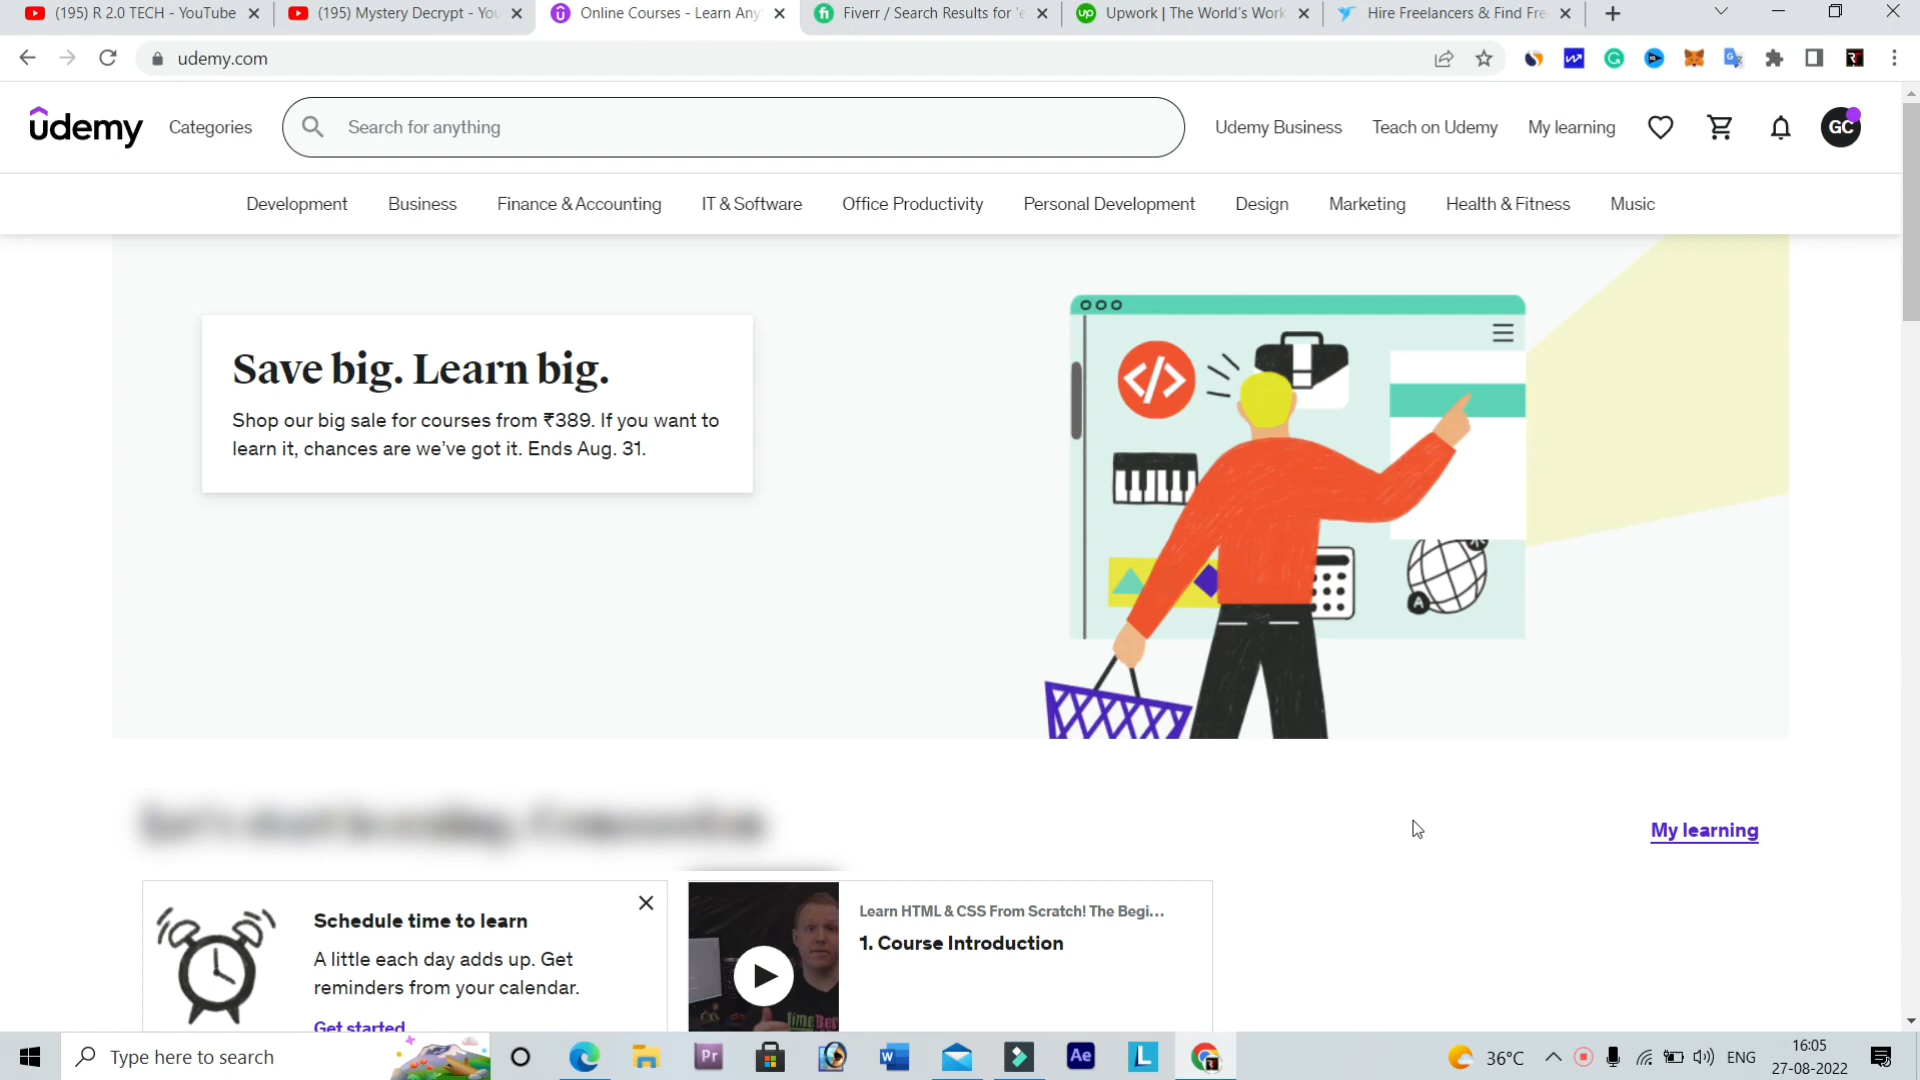 (195) R 2.0 TECH - YouTube
(195) Mystery Decrypt - You
Online Courses - Learn Any
Fiverr / Search Results for 'e
Upwork | The World's Work
Hire Freelancers & Find Fre
udemy.com
ûdemy
Categories
Search for anything
Udemy Business
Teach on Udemy
My learning
GC
Development
Business
Finance & Accounting
IT & Software
Office Productivity
Personal Development
Design
Marketing
Health & Fitness
Music
Save big. Learn big.
Shop our big sale for courses from ₹389. If you want to
learn it, chances are we've got it. Ends Aug. 31.
</>
A
My learning
Schedule time to learn
A little each day adds up. Get
reminders from your calendar.
Get started
Learn HTML & CSS From Scratch! The Begi...
1. Course Introduction
Type here to search
Pr
Ae
L
36°C
ENG
16:05
27-08-2022